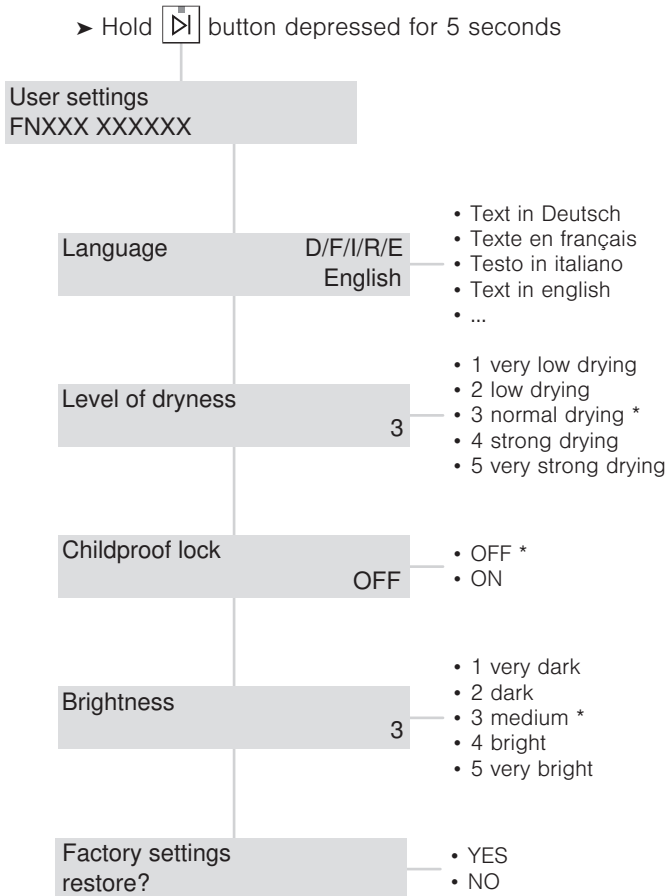 ➤ Hold button depressed for 5 seconds
User settings
FNXXX XXXXXX
Language D/F/I/R/E
English
• Text in Deutsch
• Texte en français
• Testo in italiano
• Text in english
• ...
Level of dryness
3
• 1 very low drying
• 2 low drying
• 3 normal drying *
• 4 strong drying
• 5 very strong drying
Childproof lock
OFF
• OFF *
• ON
Brightness
3
• 1 very dark
• 2 dark
• 3 medium *
• 4 bright
• 5 very bright
Factory settings
restore?
• YES
• NO